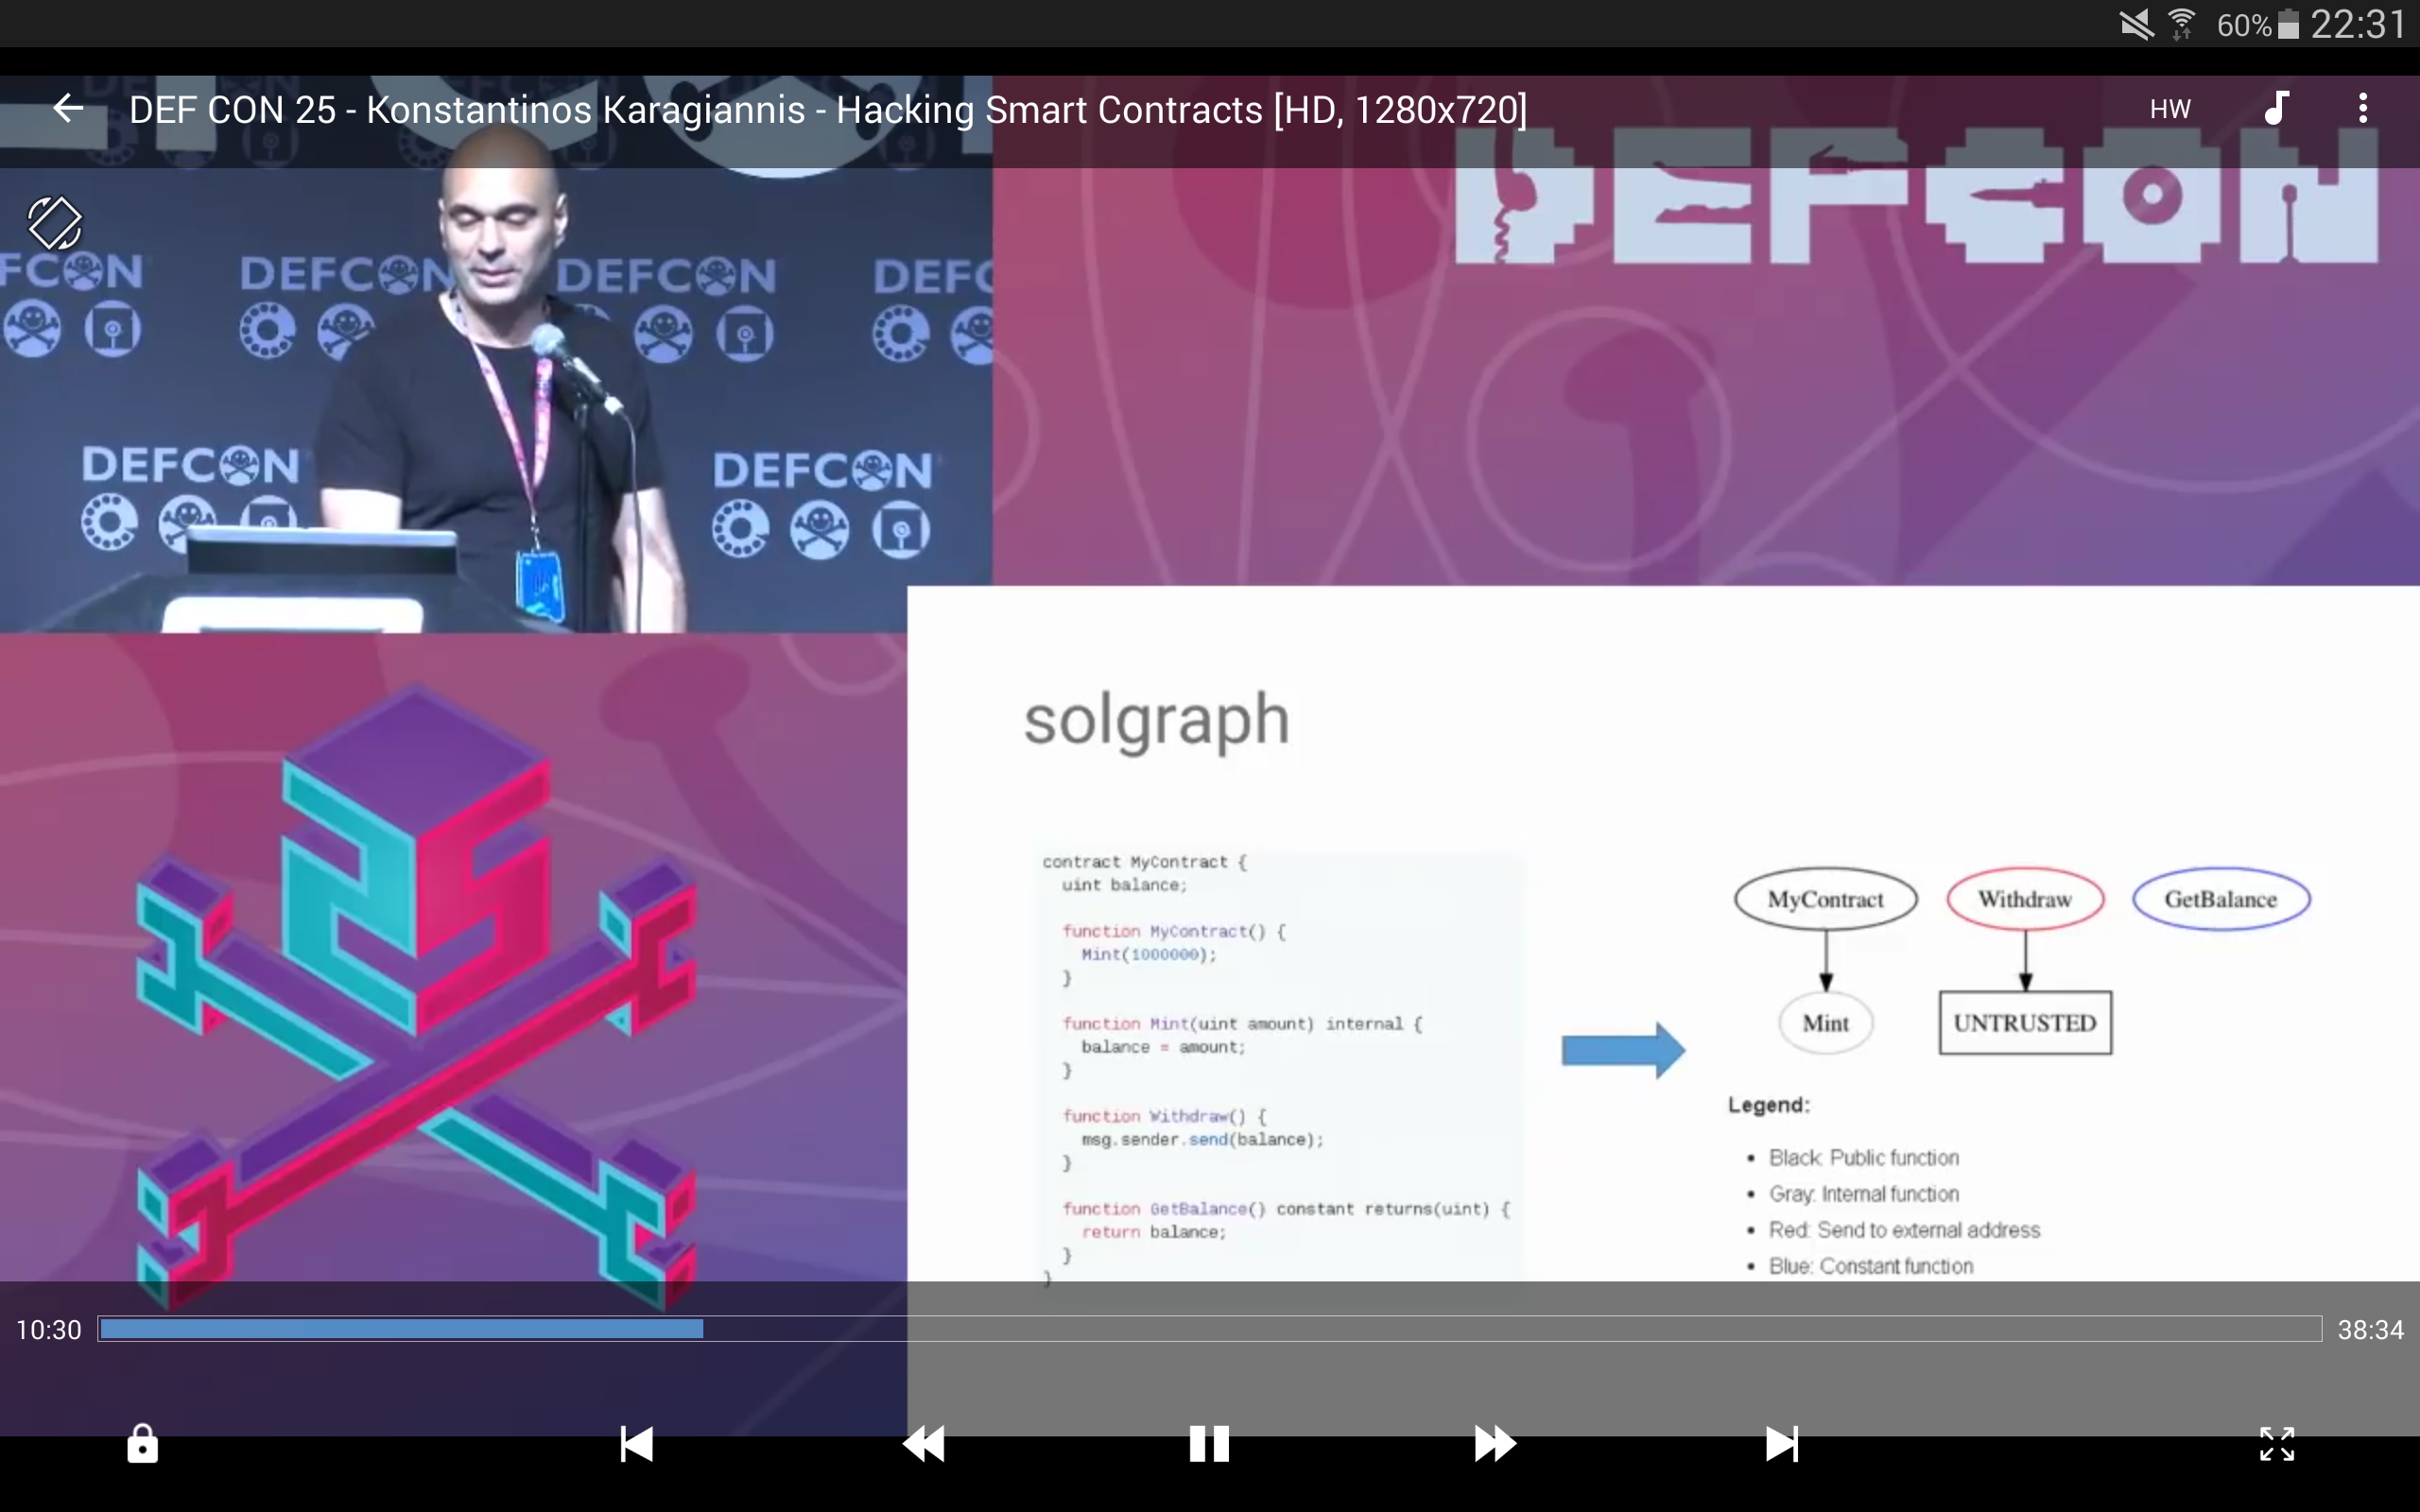 60% 22:31
DEF CON 25 - Konstantinos Karagiannis - Hacking Smart Contracts [HD, 1280x720]
HW
DEFCON
FCON DEFCON DEFCON DEFC
DEFCON DEFCON
25
solgraph
contract MyContract {
uint balance;
function MyContract() {
Mint(1000000);
}
function Mint(uint amount) internal {
balance = amount;
}
function Withdraw() {
msg.sender.send(balance);
}
function GetBalance() constant returns(uint) {
return balance;
}
}
MyContract Withdraw GetBalance
Mint UNTRUSTED
Legend:
• Black: Public function
• Gray: Internal function
• Red: Send to external address
• Blue: Constant function
10:30 38:34